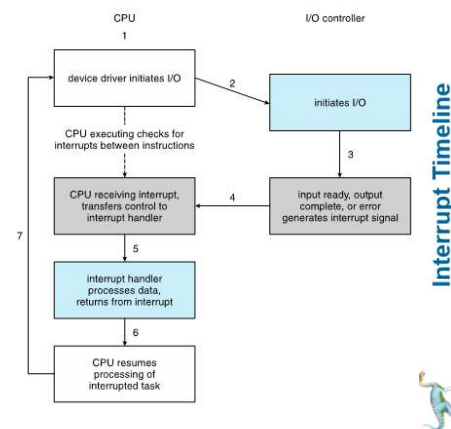 CPU
I/O controller
1
device driver initiates I/O
2
initiates I/O
CPU executing checks for
interrupts between instructions
3
CPU receiving interrupt,
transfers control to
interrupt handler
4
input ready, output
complete, or error
generates interrupt signal
7
5
interrupt handler
processes data,
returns from interrupt
6
CPU resumes
processing of
interrupted task
Interrupt Timeline